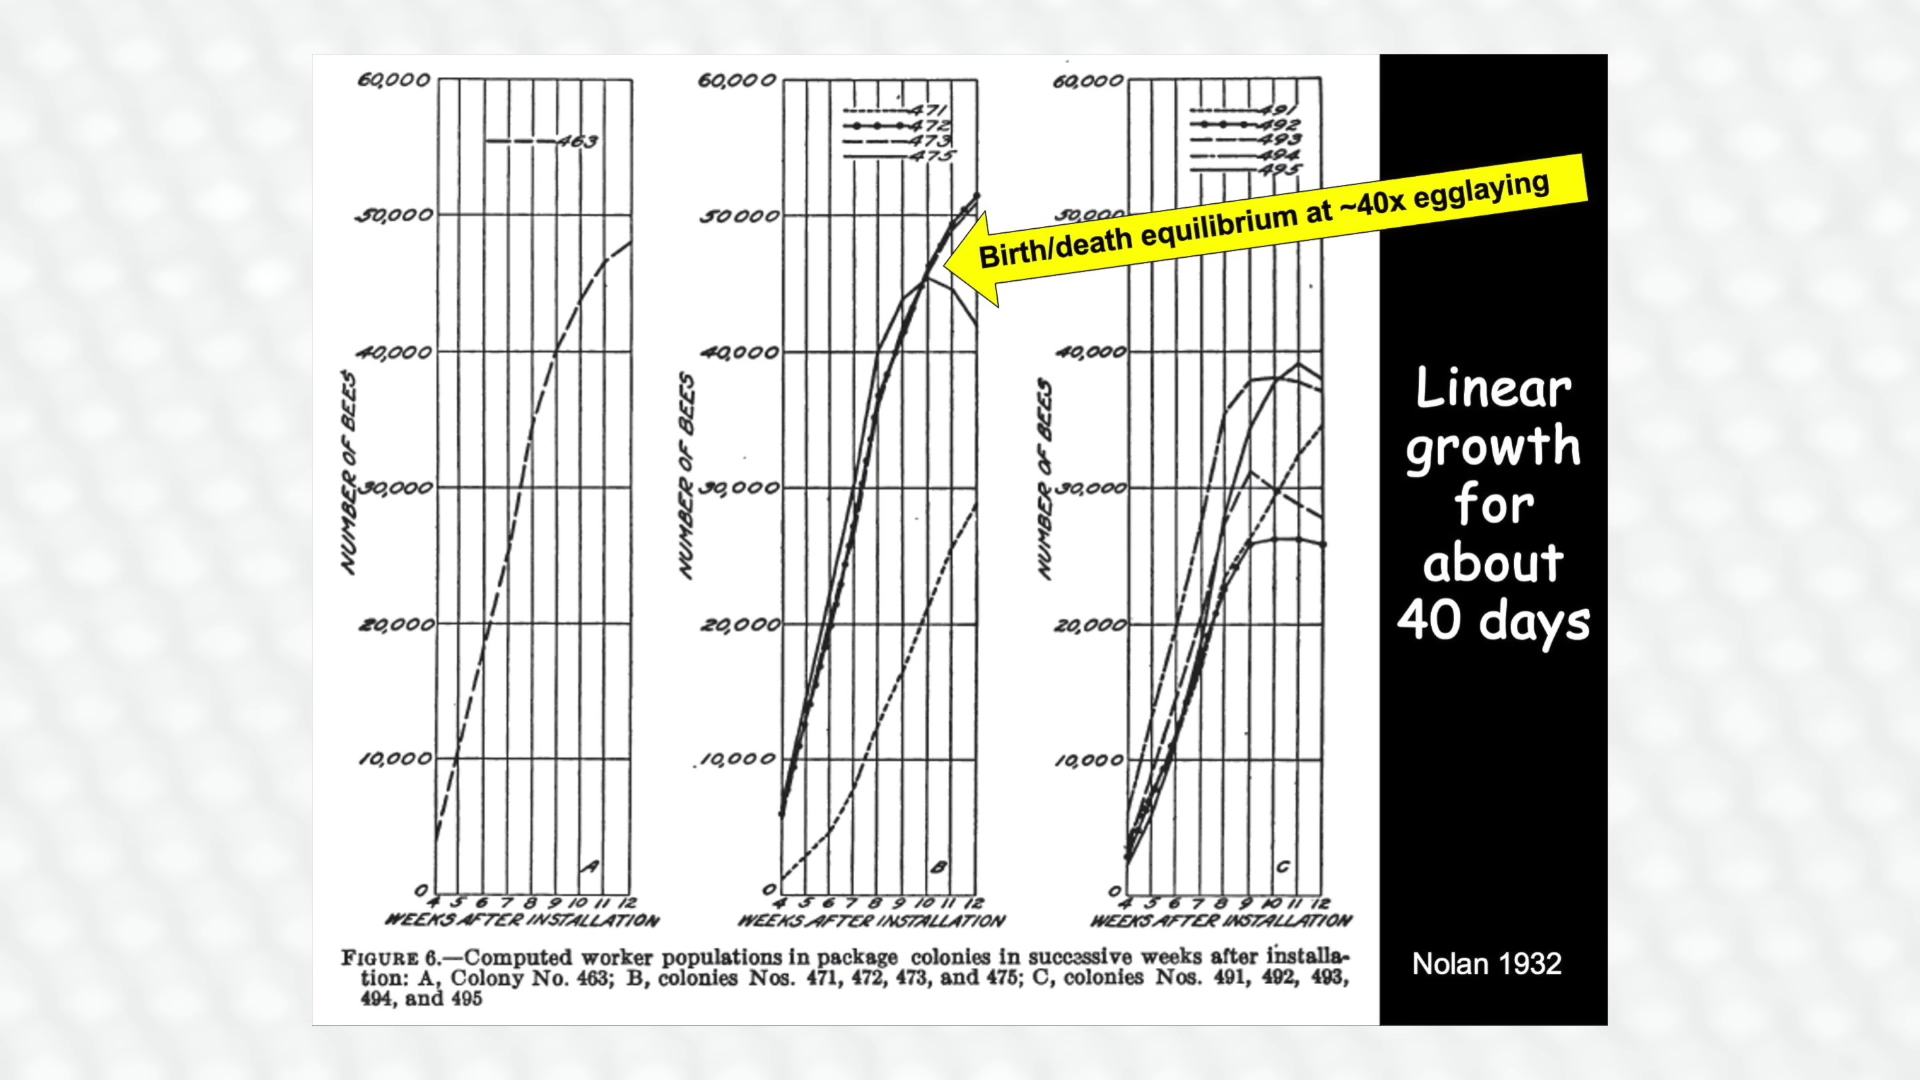 60,000
50,000
40,000
30,000
20,000
10,000
0
NUMBER OF BEES
463
A
4 5 6 7 8 9 10 11 12
WEEKS AFTER INSTALLATION
60,000
50000
40,000
30,000
20,000
10,000
0
NUMBER OF BEES
471
472
473
475
B
4 5 6 7 8 9 10 11 12
WEEKS AFTER INSTALLATION
60,000
50,000
40,000
30,000
20,000
10,000
0
NUMBER OF BEES
491
492
493
494
495
C
4 5 6 7 8 9 10 11 12
WEEKS AFTER INSTALLATION
Birth/death equilibrium at ~40x egglaying
FIGURE 6.—Computed worker populations in package colonies in successive weeks after installa-
tion: A, Colony No. 463; B, colonies Nos. 471, 472, 473, and 475; C, colonies Nos. 491, 492, 493,
494, and 495
Linear
growth
for
about
40 days
Nolan 1932